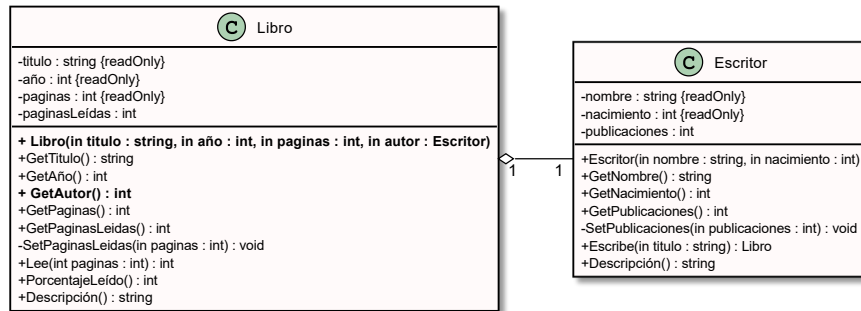 C Libro
-titulo : string {readOnly}
-año : int {readOnly}
-paginas : int {readOnly}
-paginasLeídas : int
+ Libro(in titulo : string, in año : int, in paginas : int, in autor : Escritor)
+GetTitulo() : string
+GetAño() : int
+ GetAutor() : int
+GetPaginas() : int
+GetPaginasLeidas() : int
-SetPaginasLeidas(in paginas : int) : void
+Lee(int paginas : int) : int
+PorcentajeLeído() : int
+Descripción() : string
1 1
C Escritor
-nombre : string {readOnly}
-nacimiento : int {readOnly}
-publicaciones : int
+Escritor(in nombre : string, in nacimiento : int)
+GetNombre() : string
+GetNacimiento() : int
+GetPublicaciones() : int
-SetPublicaciones(in publicaciones : int) : void
+Escribe(in titulo : string) : Libro
+Descripción() : string